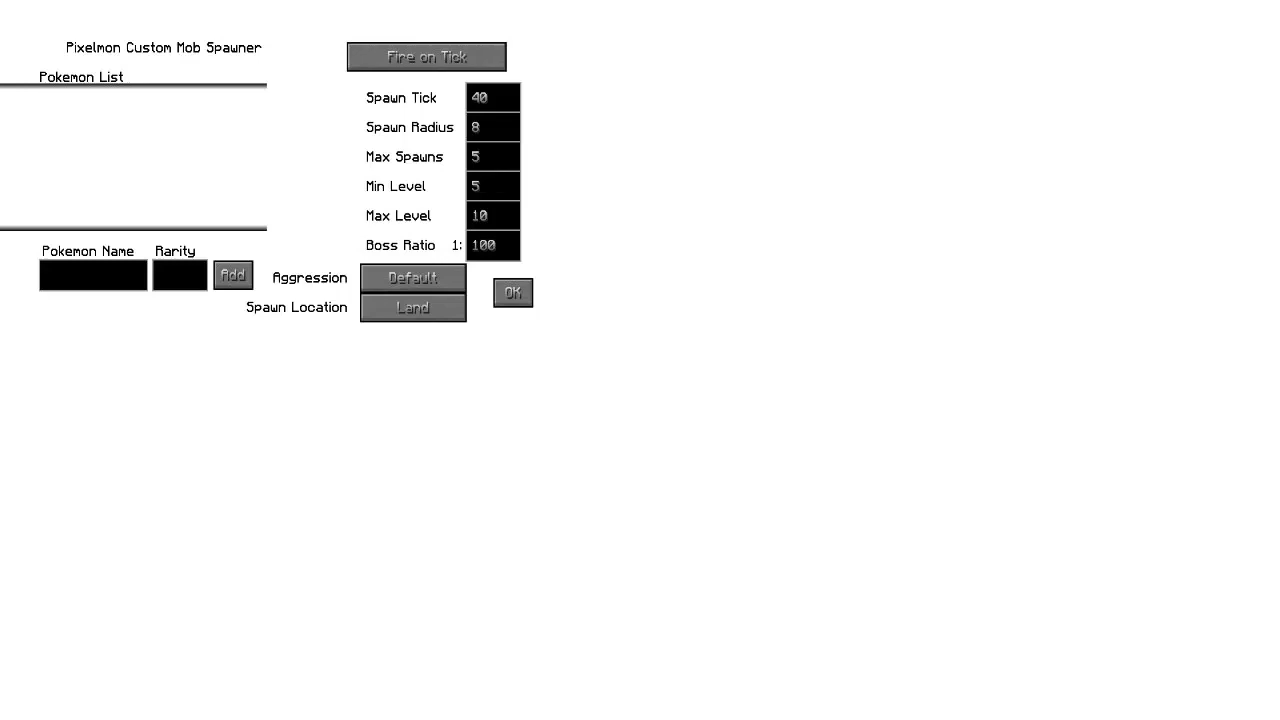 Pixelmon Custom Mob Spawner
Fire on Tick
Pokemon List
Spawn Tick 40
Spawn Radius 8
Max Spawns 5
Min Level 5
Max Level 10
Boss Ratio 1: 100
Pokemon Name Rarity
Add
Aggression Default
OK
Spawn Location Land